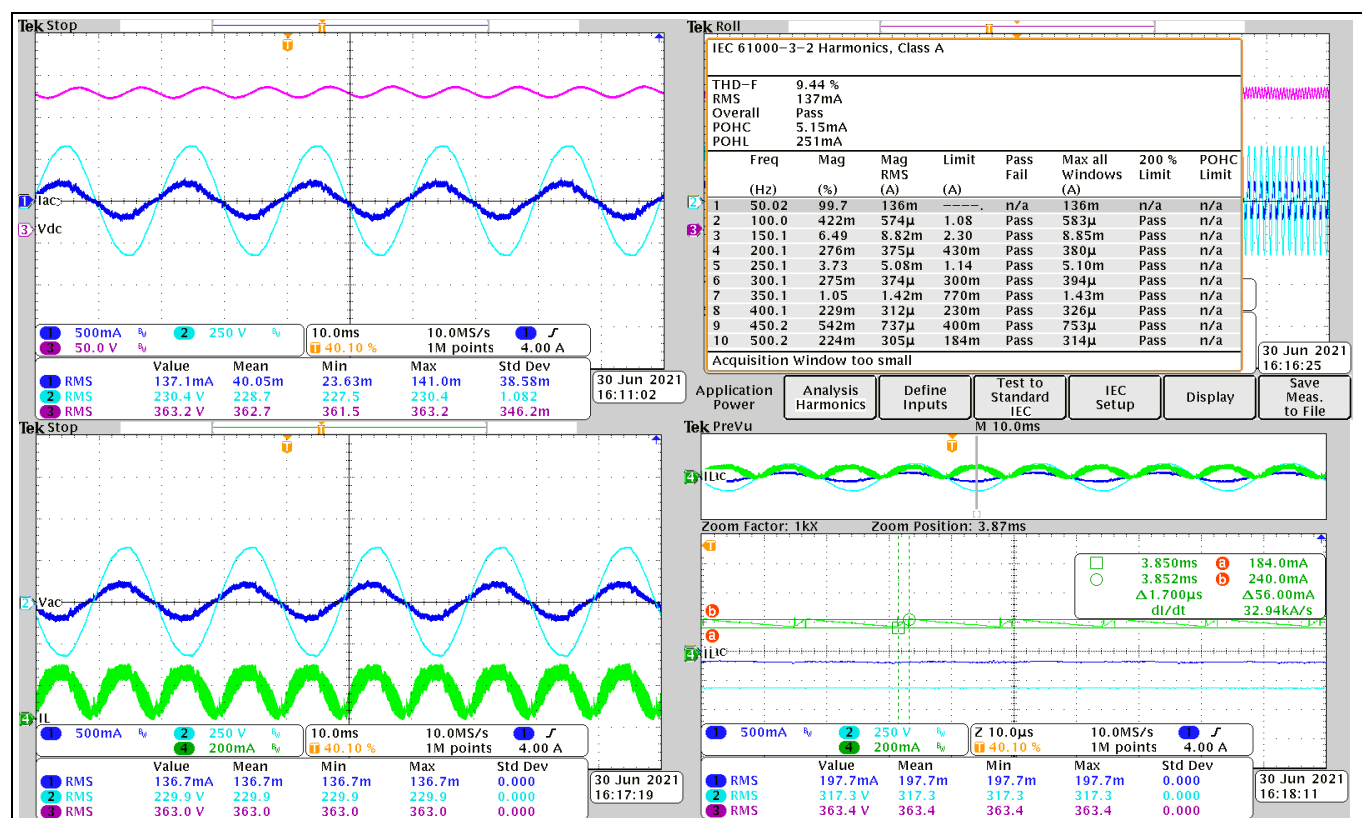 Tek Stop
T
T
1 Iac
3 Vdc
1 500mA BW 2 250 V BW
3 50.0 V BW
10.0ms 10.0MS/s 1
T 40.10 % 1M points 4.00 A
Value Mean Min Max Std Dev
1 RMS 137.1mA 40.05m 23.63m 141.0m 38.58m
2 RMS 230.4 V 228.7 227.5 230.4 1.082
3 RMS 363.2 V 362.7 361.5 363.2 346.2m
30 Jun 2021
16:11:02
Tek Roll
T
IEC 61000-3-2 Harmonics, Class A
THD-F 9.44 %
RMS 137mA
Overall Pass
POHC 5.15mA
POHL 251mA
Freq Mag Mag Limit Pass Max all 200 % POHC
RMS Fail Windows Limit Limit
(Hz) (%) (A) (A) (A)
1 50.02 99.7 136m ----. n/a 136m n/a n/a
2 100.0 422m 574µ 1.08 Pass 583µ Pass n/a
3 150.1 6.49 8.82m 2.30 Pass 8.85m Pass n/a
4 200.1 276m 375µ 430m Pass 380µ Pass n/a
5 250.1 3.73 5.08m 1.14 Pass 5.10m Pass n/a
6 300.1 275m 374µ 300m Pass 394µ Pass n/a
7 350.1 1.05 1.42m 770m Pass 1.43m Pass n/a
8 400.1 229m 312µ 230m Pass 326µ Pass n/a
9 450.2 542m 737µ 400m Pass 753µ Pass n/a
10 500.2 224m 305µ 184m Pass 314µ Pass n/a
Acquisition Window too small
2
3
30 Jun 2021
16:16:25
Application
Power
Analysis
Harmonics
Define
Inputs
Test to
Standard
IEC
IEC
Setup
Display
Save
Meas.
to File
Tek Stop
T
T
2 Vac
4 IL
1 500mA BW 2 250 V BW
4 200mA BW
10.0ms 10.0MS/s 1
T 40.10 % 1M points 4.00 A
Value Mean Min Max Std Dev
1 RMS 136.7mA 136.7m 136.7m 136.7m 0.000
2 RMS 229.9 V 229.9 229.9 229.9 0.000
3 RMS 363.0 V 363.0 363.0 363.0 0.000
30 Jun 2021
16:17:19
Tek PreVu M 10.0ms
T
4
Zoom Factor: 1kX Zoom Position: 3.87ms
T
3.850ms a 184.0mA
3.852ms b 240.0mA
Δ1.700µs Δ56.00mA
dI/dt 32.94kA/s
b
a
4
1 500mA BW 2 250 V BW
4 200mA BW
Z 10.0µs 10.0MS/s 1
T 40.10 % 1M points 4.00 A
Value Mean Min Max Std Dev
1 RMS 197.7mA 197.7m 197.7m 197.7m 0.000
2 RMS 317.3 V 317.3 317.3 317.3 0.000
3 RMS 363.4 V 363.4 363.4 363.4 0.000
30 Jun 2021
16:18:11